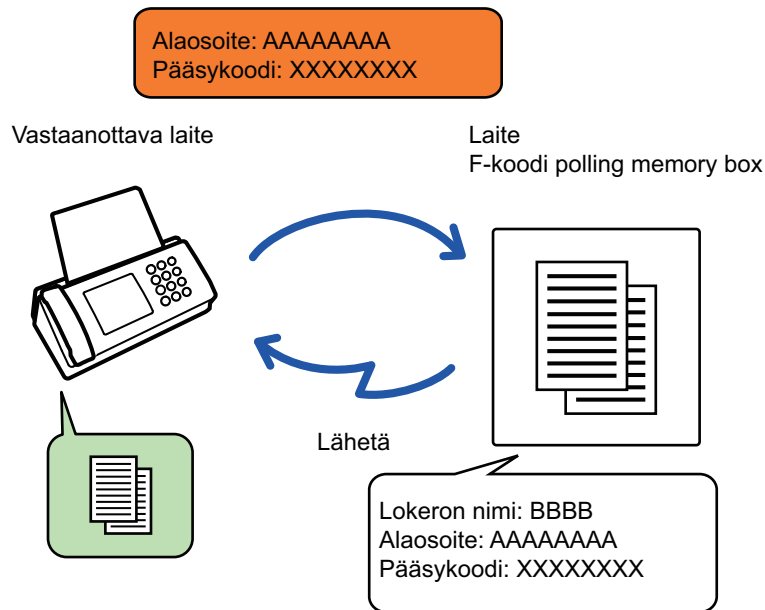 Alaosoite: AAAAAAAA
Pääsykoodi: XXXXXXXX
Vastaanottava laite
Laite
F-koodi polling memory box
Lähetä
Lokeron nimi: BBBB
Alaosoite: AAAAAAAA
Pääsykoodi: XXXXXXXX